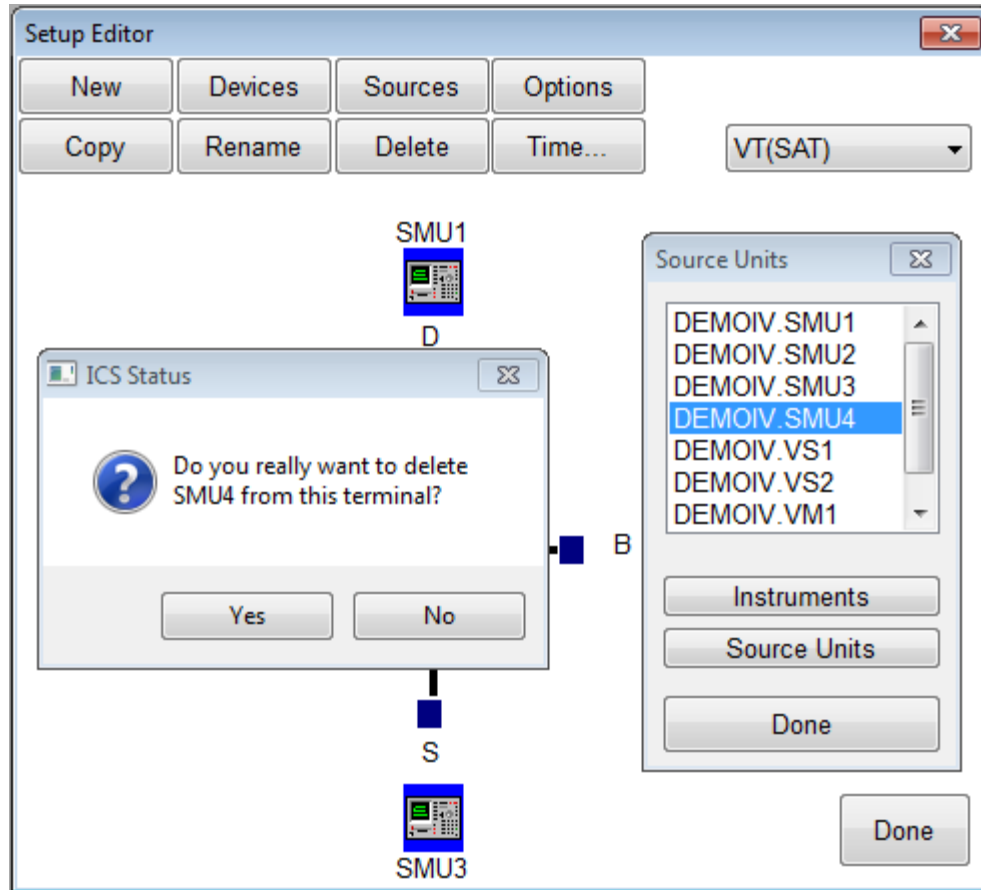 Setup Editor
New Devices Sources Options
Copy Rename Delete Time...
VT(SAT)
SMU1
D
ICS Status
Do you really want to delete
SMU4 from this terminal?
Yes No
B
S
SMU3
Source Units
DEMOIV.SMU1
DEMOIV.SMU2
DEMOIV.SMU3
DEMOIV.SMU4
DEMOIV.VS1
DEMOIV.VS2
DEMOIV.VM1
Instruments
Source Units
Done
Done